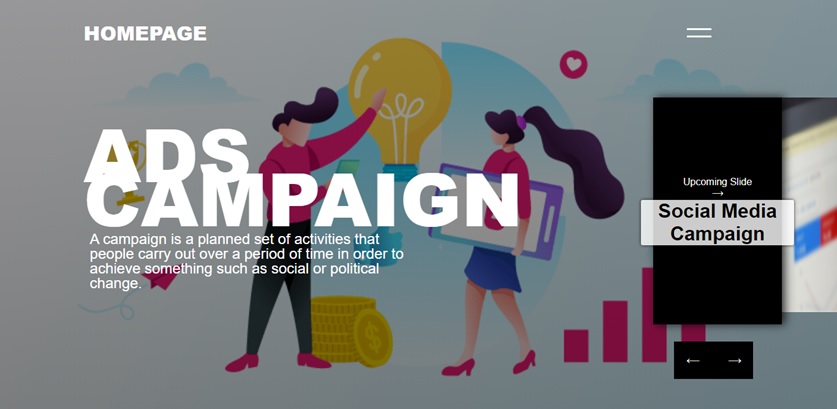 HOMEPAGE
ADS
CAMPAIGN
A campaign is a planned set of activities that
people carry out over a period of time in order to
achieve something such as social or political
change.
Upcoming Slide
→
Social Media
Campaign
← →